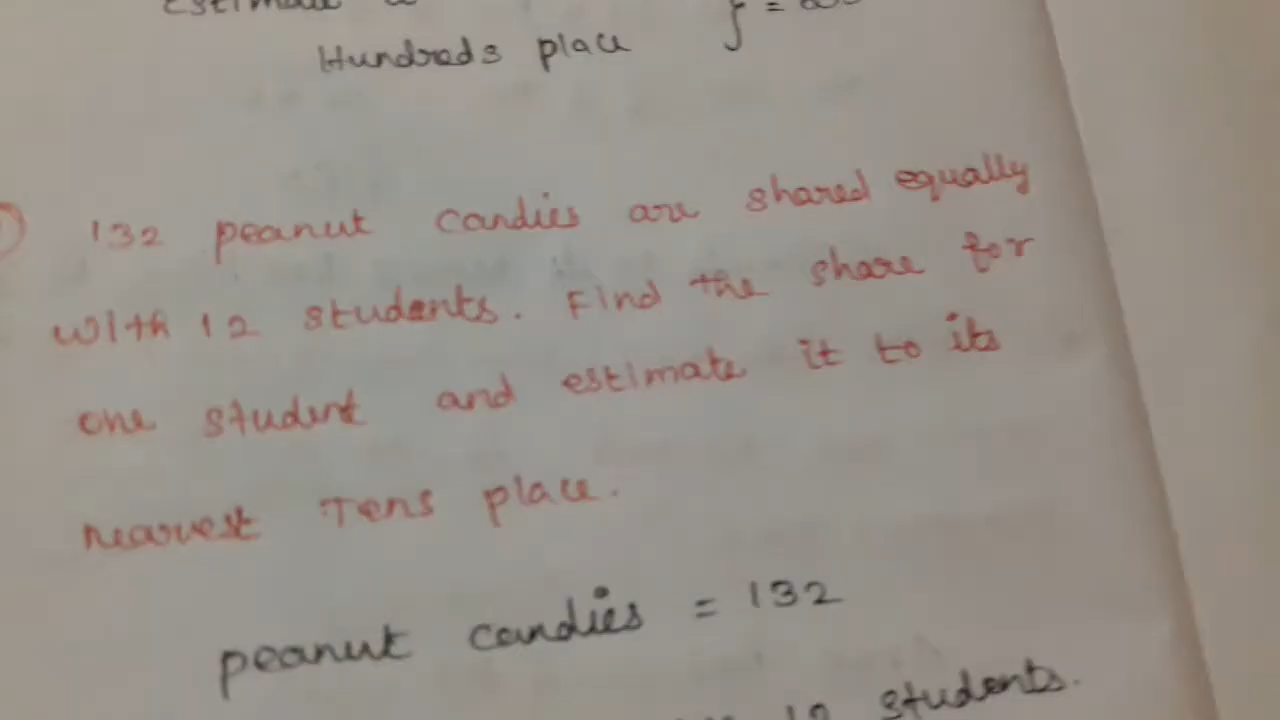 Hundreds place
132 peanut candies are shared equally
with 12 students. Find the share for
one student and estimate it to its
nearest Tens place.
peanut candies = 132
12 students.